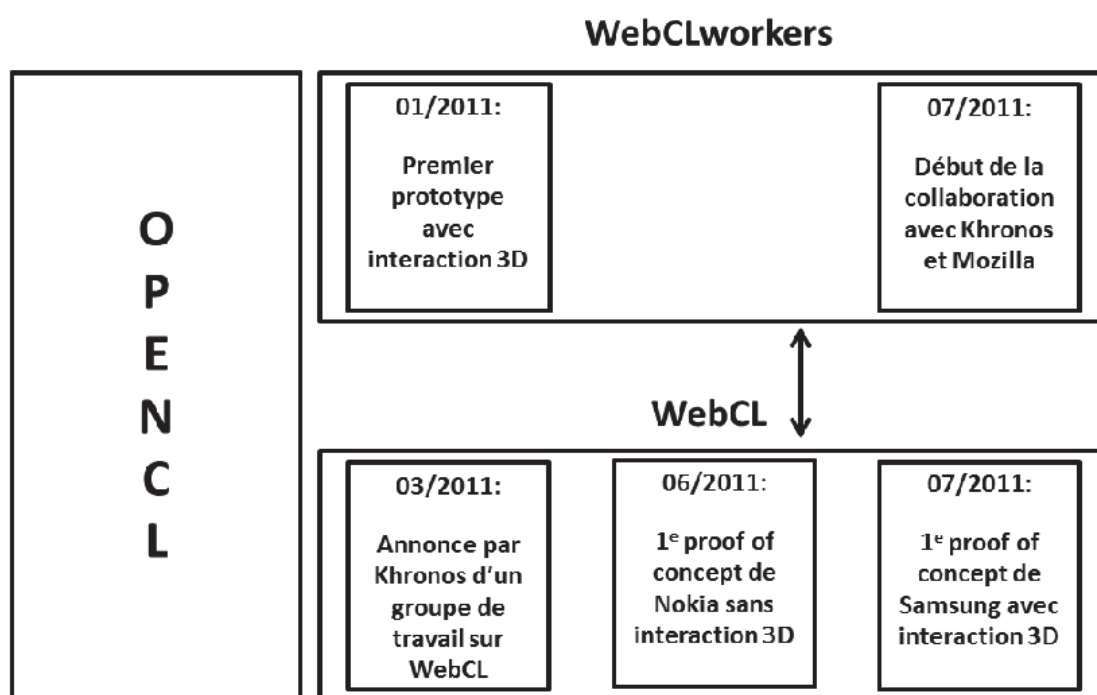 WebCLworkers
O
P
E
N
C
L
01/2011:
Premier
prototype
avec
interaction 3D
07/2011:
Début de la
collaboration
avec Khronos
et Mozilla
WebCL
03/2011:
Annonce par
Khronos d'un
groupe de
travail sur
WebCL
06/2011:
1e proof of
concept de
Nokia sans
interaction 3D
07/2011:
1e proof of
concept de
Samsung avec
interaction 3D